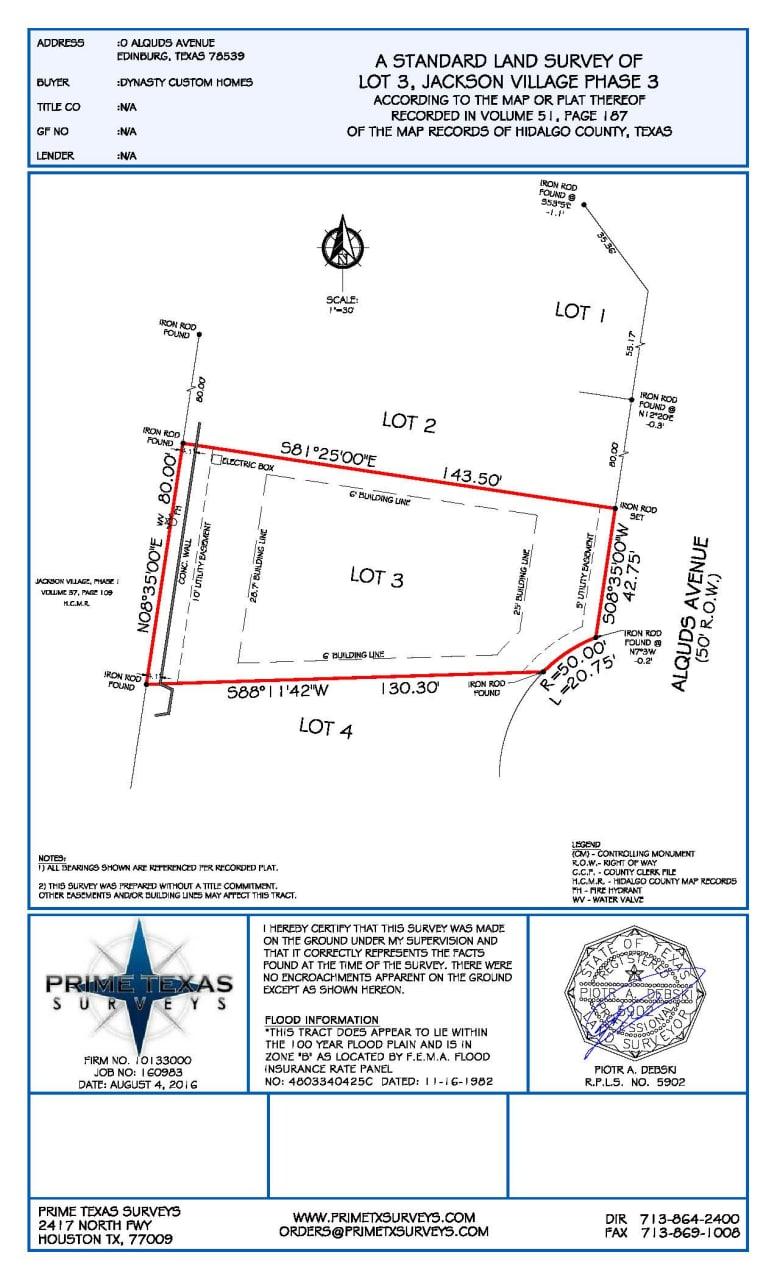 ADDRESS :0 ALQUDS AVENUE
EDINBURG, TEXAS 78539
BUYER :DYNASTY CUSTOM HOMES
TITLE CO :N/A
GF NO :N/A
LENDER :N/A
A STANDARD LAND SURVEY OF
LOT 3, JACKSON VILLAGE PHASE 3
ACCORDING TO THE MAP OR PLAT THEREOF
RECORDED IN VOLUME 51, PAGE 187
OF THE MAP RECORDS OF HIDALGO COUNTY, TEXAS
IRON ROD
FOUND @
S53°51'E
-1.1'
35.36'
N
SCALE:
1"=30'
LOT 1
55.17'
IRON ROD
FOUND
80.00'
IRON ROD
FOUND @
N12°20'E
-0.3'
80.00'
LOT 2
IRON ROD
FOUND
4.1'
S81°25'00"E
143.50'
ELECTRIC BOX
6' BUILDING LINE
IRON ROD
SET
N08°35'00"E 80.00'
WV
FH
CONC. WALL
10' UTILITY EASEMENT
28.7' BUILDING LINE
LOT 3
25' BUILDING LINE
5' UTILITY EASEMENT
S08°35'00"W
42.75'
ALQUDS AVENUE
(50' R.O.W.)
JACKSON VILLAGE, PHASE 1
VOLUME 37, PAGE 109
H.C.M.R.
IRON ROD
FOUND @
N7°3'W
-0.2'
6' BUILDING LINE
R =50.00'
L =20.75'
IRON ROD
FOUND
4.1'
S88°11'42"W
130.30'
IRON ROD
FOUND
LOT 4
NOTES:
1) ALL BEARINGS SHOWN ARE REFERENCED PER RECORDED PLAT.
2) THIS SURVEY WAS PREPARED WITHOUT A TITLE COMMITMENT.
OTHER EASEMENTS AND/OR BUILDING LINES MAY AFFECT THIS TRACT.
LEGEND
(CM) - CONTROLLING MONUMENT
R.O.W.- RIGHT OF WAY
C.C.F. - COUNTY CLERK FILE
H.C.M.R. - HIDALGO COUNTY MAP RECORDS
FH - FIRE HYDRANT
WV - WATER VALVE
PRIME TEXAS
SURVEYS
FIRM NO. 10133000
JOB NO: 160983
DATE: AUGUST 4, 2016
I HEREBY CERTIFY THAT THIS SURVEY WAS MADE
ON THE GROUND UNDER MY SUPERVISION AND
THAT IT CORRECTLY REPRESENTS THE FACTS
FOUND AT THE TIME OF THE SURVEY. THERE WERE
NO ENCROACHMENTS APPARENT ON THE GROUND
EXCEPT AS SHOWN HEREON.
FLOOD INFORMATION
*THIS TRACT DOES APPEAR TO LIE WITHIN
THE 100 YEAR FLOOD PLAIN AND IS IN
ZONE "B" AS LOCATED BY F.E.M.A. FLOOD
INSURANCE RATE PANEL
NO: 4803340425C DATED: 11-16-1982
STATE OF TEXAS
REGISTERED
PIOTR A. DEBSKI
5902
PROFESSIONAL
LAND SURVEYOR
PIOTR A. DEBSKI
R.P.L.S. NO. 5902
PRIME TEXAS SURVEYS
2417 NORTH FWY
HOUSTON TX, 77009
WWW.PRIMETXSURVEYS.COM
ORDERS@PRIMETXSURVEYS.COM
DIR 713-864-2400
FAX 713-869-1008